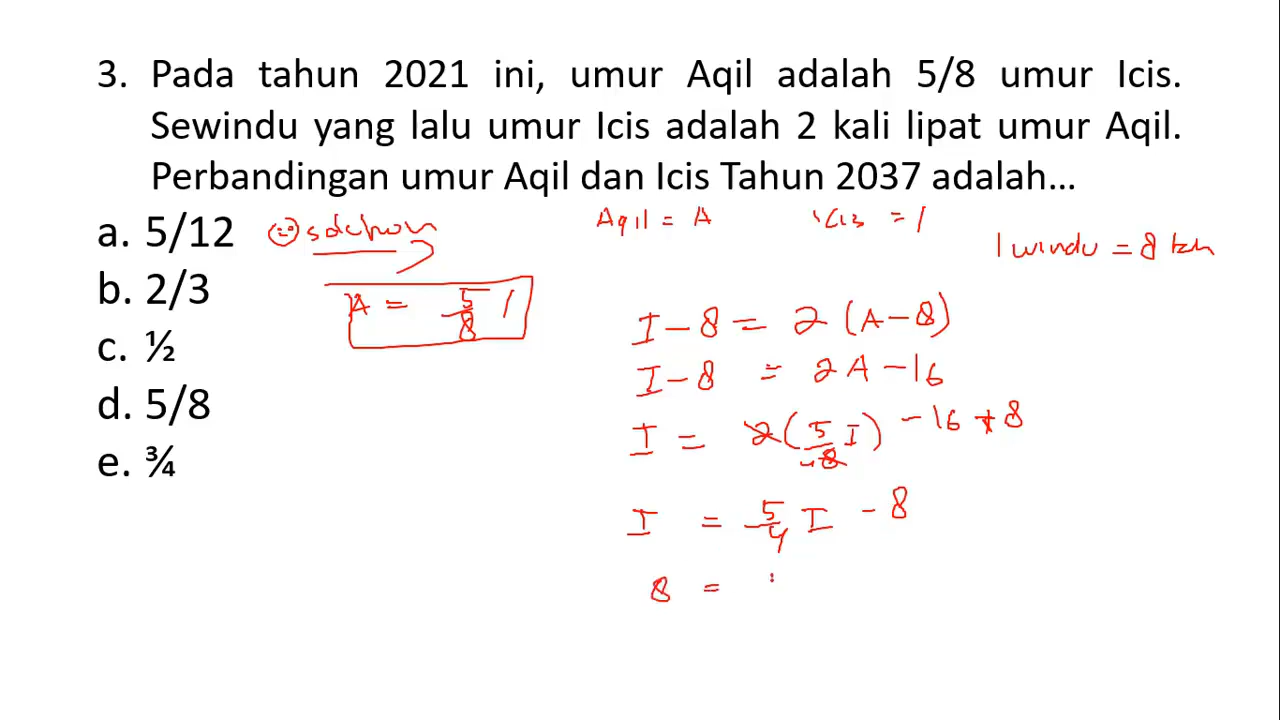 3. Pada tahun 2021 ini, umur Aqil adalah 5/8 umur Icis.
Sewindu yang lalu umur Icis adalah 2 kali lipat umur Aqil.
Perbandingan umur Aqil dan Icis Tahun 2037 adalah...
a. 5/12
b. 2/3
c. ½
d. 5/8
e. ¾
Aqil = A
Icis = I
1 windu = 8 thn
A = 5/8 I
I - 8 = 2 (A - 8)
I - 8 = 2A - 16
I = 2 (5/8 I) - 16 + 8
I = 5/4 I - 8
8 =